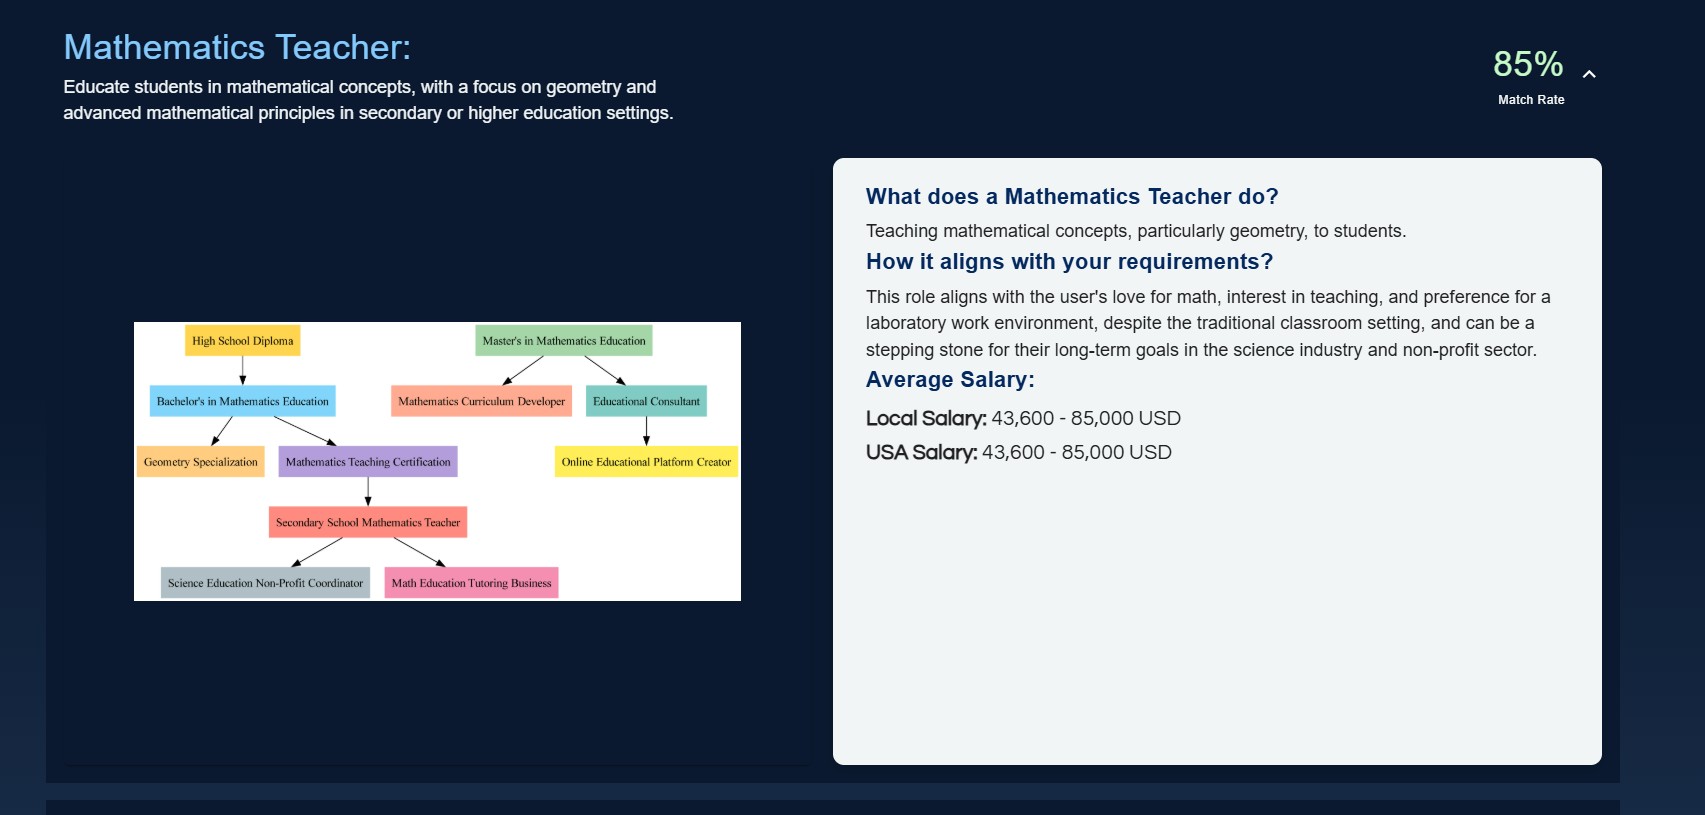 Mathematics Teacher:
Educate students in mathematical concepts, with a focus on geometry and
advanced mathematical principles in secondary or higher education settings.
85%
Match Rate
High School Diploma
Master's in Mathematics Education
Bachelor's in Mathematics Education
Mathematics Curriculum Developer
Educational Consultant
Geometry Specialization
Mathematics Teaching Certification
Online Educational Platform Creator
Secondary School Mathematics Teacher
Science Education Non-Profit Coordinator
Math Education Tutoring Business
What does a Mathematics Teacher do?
Teaching mathematical concepts, particularly geometry, to students.
How it aligns with your requirements?
This role aligns with the user's love for math, interest in teaching, and preference for a
laboratory work environment, despite the traditional classroom setting, and can be a
stepping stone for their long-term goals in the science industry and non-profit sector.
Average Salary:
Local Salary: 43,600 - 85,000 USD
USA Salary: 43,600 - 85,000 USD